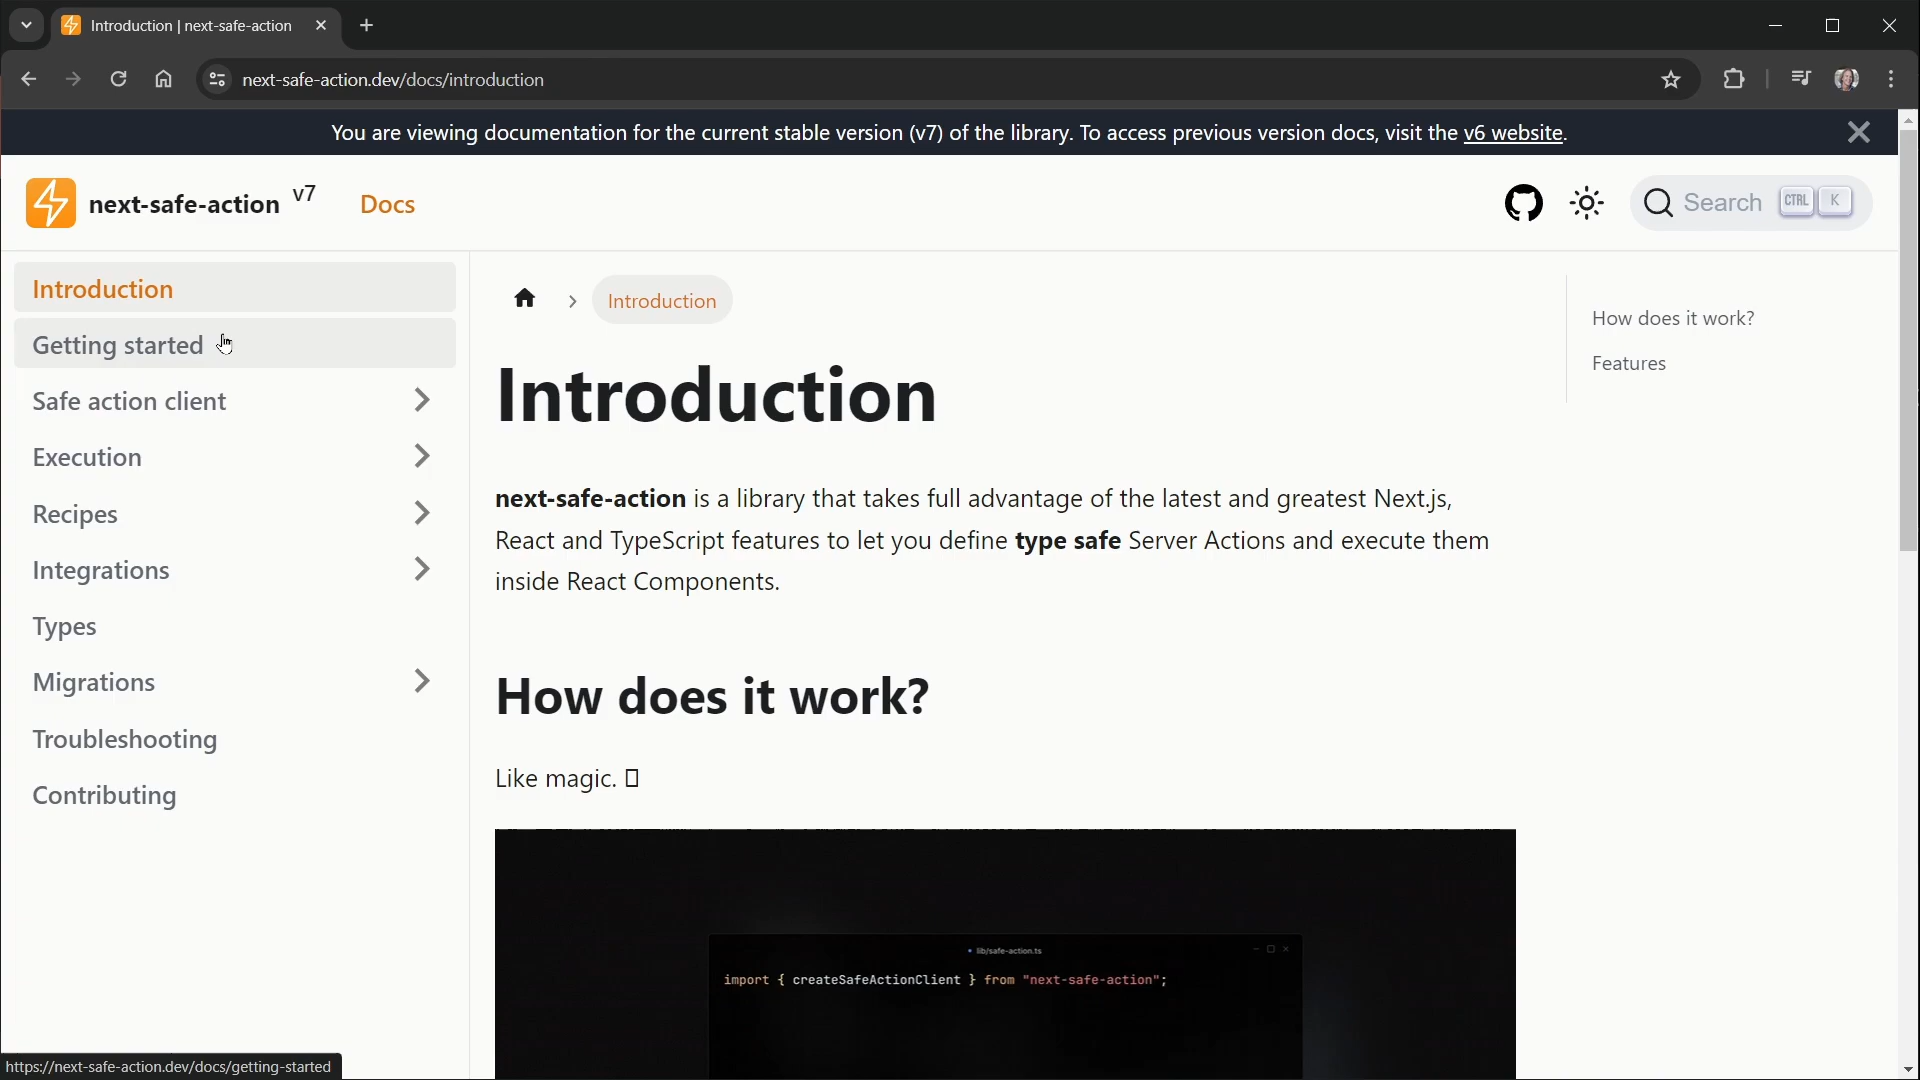 Introduction | next-safe-action
next-safe-action.dev/docs/introduction
You are viewing documentation for the current stable version (v7) of the library. To access previous version docs, visit the v6 website.
next-safe-action v7
Docs
Search CTRL K
Introduction
Getting started
Safe action client
Execution
Recipes
Integrations
Types
Migrations
Troubleshooting
Contributing
Introduction
Introduction
next-safe-action is a library that takes full advantage of the latest and greatest Next.js,
React and TypeScript features to let you define type safe Server Actions and execute them
inside React Components.
How does it work?
Like magic.
lib/safe-action.ts
import { createSafeActionClient } from "next-safe-action";
How does it work?
Features
https://next-safe-action.dev/docs/getting-started